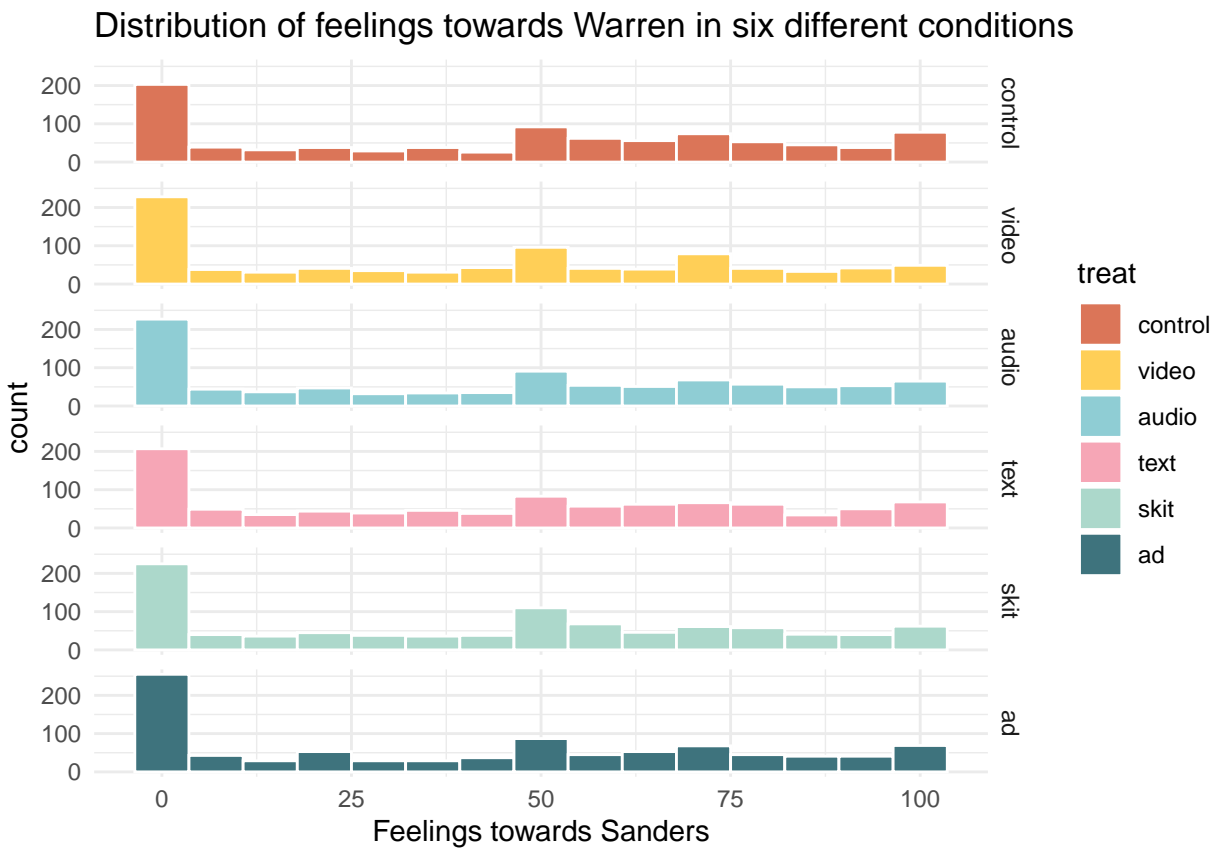 Distribution of feelings towards Warren in six different conditions
200
100
0
control
200
100
0
video
200
100
0
audio
200
100
0
text
200
100
0
skit
200
100
0
ad
count
0 25 50 75 100
Feelings towards Sanders
treat
control
video
audio
text
skit
ad